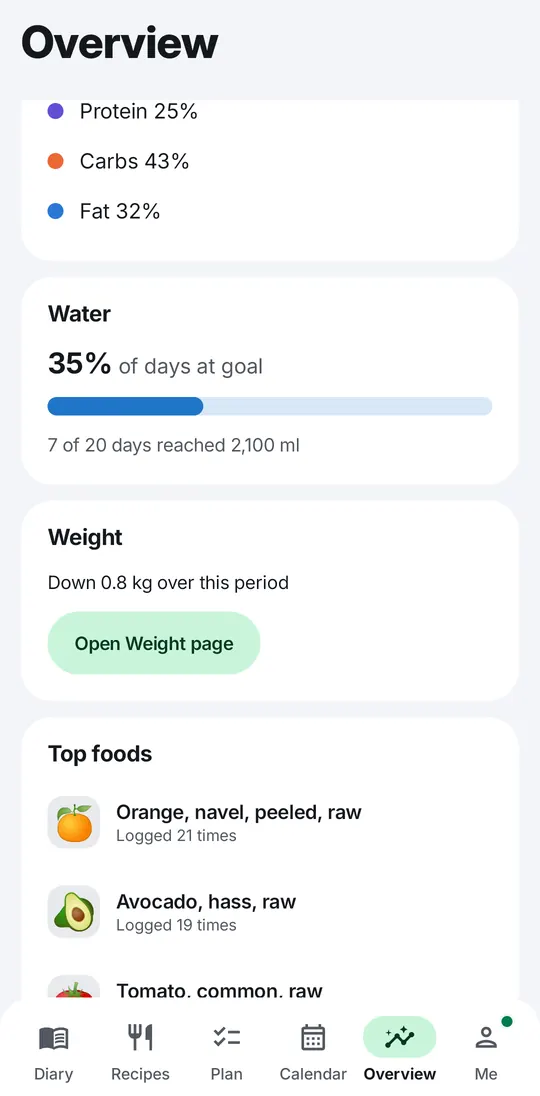 Overview
Protein 25%
Carbs 43%
Fat 32%
Water
35% of days at goal
7 of 20 days reached 2,100 ml
Weight
Down 0.8 kg over this period
Open Weight page
Top foods
Orange, navel, peeled, raw
Logged 21 times
Avocado, hass, raw
Logged 19 times
Tomato, common, raw
Diary Recipes Plan Calendar Overview Me